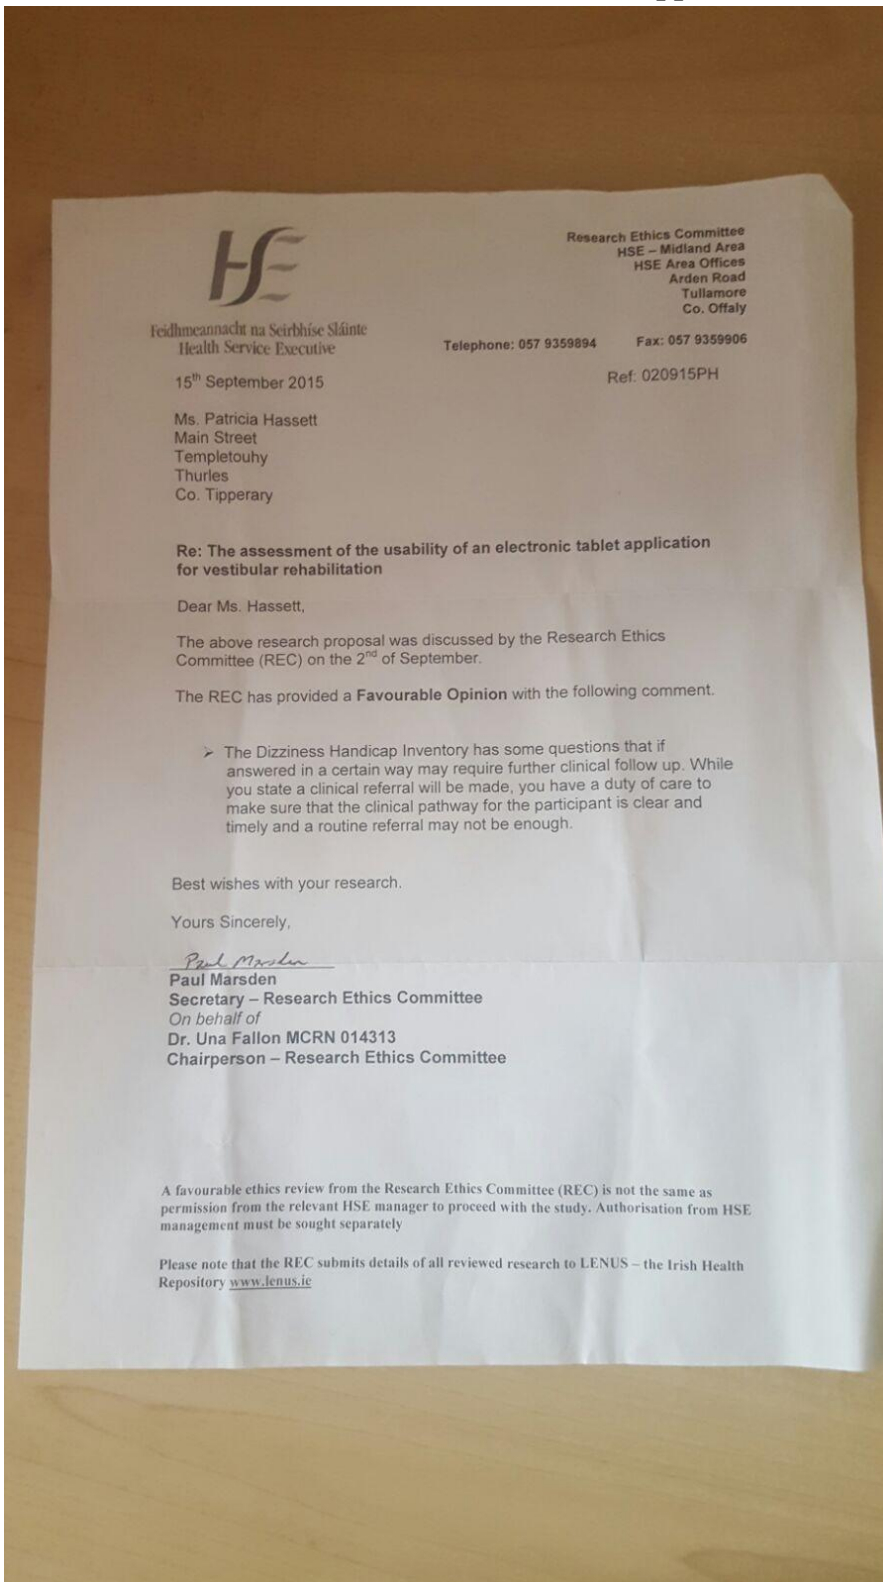 HSE
Feidhmeannacht na Seirbhíse Sláinte
Health Service Executive
Research Ethics Committee
HSE – Midland Area
HSE Area Offices
Arden Road
Tullamore
Co. Offaly
Telephone: 057 9359894 Fax: 057 9359906
15th September 2015
Ref: 020915PH
Ms. Patricia Hassett
Main Street
Templetouhy
Thurles
Co. Tipperary
Re: The assessment of the usability of an electronic tablet application
for vestibular rehabilitation
Dear Ms. Hassett,
The above research proposal was discussed by the Research Ethics
Committee (REC) on the 2nd of September.
The REC has provided a Favourable Opinion with the following comment.
➢ The Dizziness Handicap Inventory has some questions that if
answered in a certain way may require further clinical follow up. While
you state a clinical referral will be made, you have a duty of care to
make sure that the clinical pathway for the participant is clear and
timely and a routine referral may not be enough.
Best wishes with your research.
Yours Sincerely,
Paul Marsden
Paul Marsden
Secretary – Research Ethics Committee
On behalf of
Dr. Una Fallon MCRN 014313
Chairperson – Research Ethics Committee
A favourable ethics review from the Research Ethics Committee (REC) is not the same as
permission from the relevant HSE manager to proceed with the study. Authorisation from HSE
management must be sought separately
Please note that the REC submits details of all reviewed research to LENUS – the Irish Health
Repository www.lenus.ie